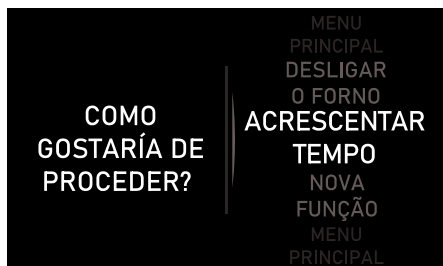 COMO
GOSTARÍA DE
PROCEDER?
MENU
PRINCIPAL
DESLIGAR
O FORNO
ACRESCENTAR
TEMPO
NOVA
FUNÇÃO
MENU
PRINCIPAL